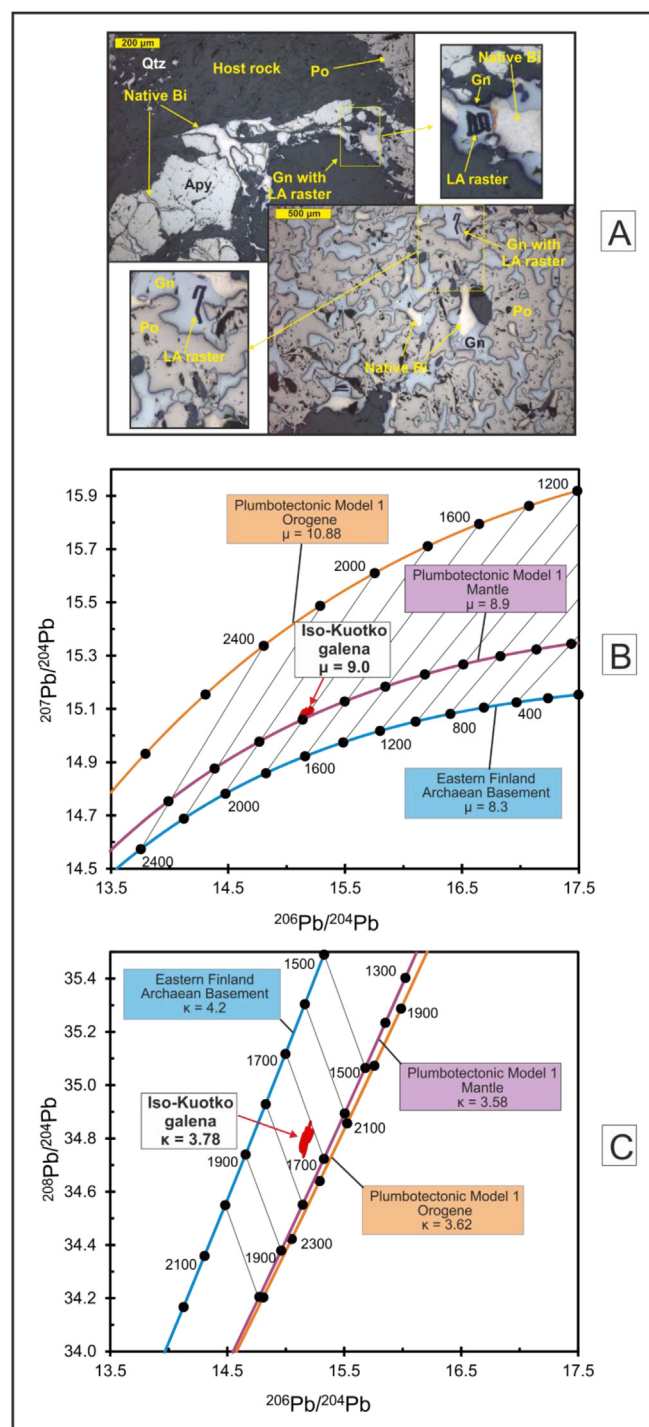 200 µm
Qtz
Host rock
Po
Native Bi
Gn
Native Bi
LA raster
Apy
Gn with
LA raster
A
500 µm
Gn with
LA raster
Gn
Po
LA raster
Native Bi
Gn
Po
15.9
15.7
15.5
15.3
15.1
14.9
14.7
14.5
²⁰⁷Pb/²⁰⁴Pb
Plumbotectonic Model 1
Orogene
µ = 10.88
1200
1600
2000
2400
Plumbotectonic Model 1
Mantle
µ = 8.9
Iso-Kuotko
galena
µ = 9.0
B
400
800
1200
1600
2000
2400
Eastern Finland
Archaean Basement
µ = 8.3
13.5
14.5
15.5
16.5
17.5
²⁰⁶Pb/²⁰⁴Pb
35.5
35.2
35.0
34.8
34.6
34.4
34.2
34.0
²⁰⁸Pb/²⁰⁴Pb
Eastern Finland
Archaean Basement
κ = 4.2
1500
1300
1900
1700
1500
Plumbotectonic Model 1
Mantle
κ = 3.58
Iso-Kuotko
galena
κ = 3.78
2100
1900
1700
C
Plumbotectonic Model 1
Orogene
κ = 3.62
2100
1900
2300
13.5
14.5
15.5
16.5
17.5
²⁰⁶Pb/²⁰⁴Pb